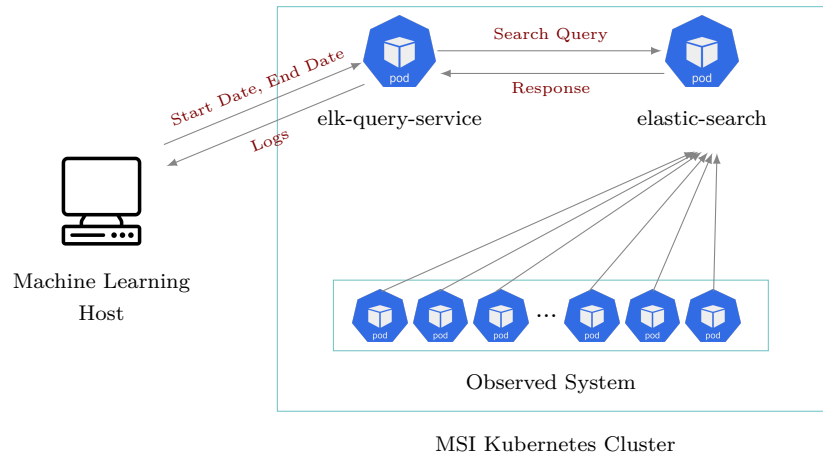 pod
pod
Search Query
Response
Start Date, End Date
Logs
elk-query-service
elastic-search
Machine Learning
Host
pod
pod
pod
...
pod
pod
pod
Observed System
MSI Kubernetes Cluster